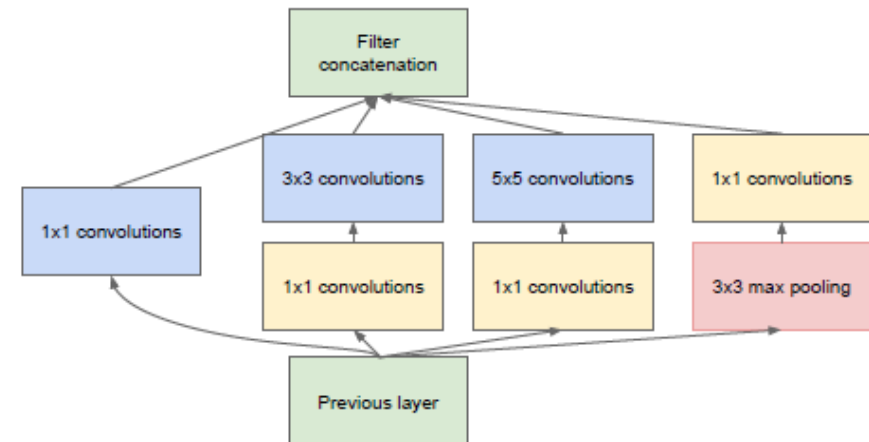 Filter
concatenation
3x3 convolutions
5x5 convolutions
1x1 convolutions
1x1 convolutions
1x1 convolutions
1x1 convolutions
3x3 max pooling
Previous layer